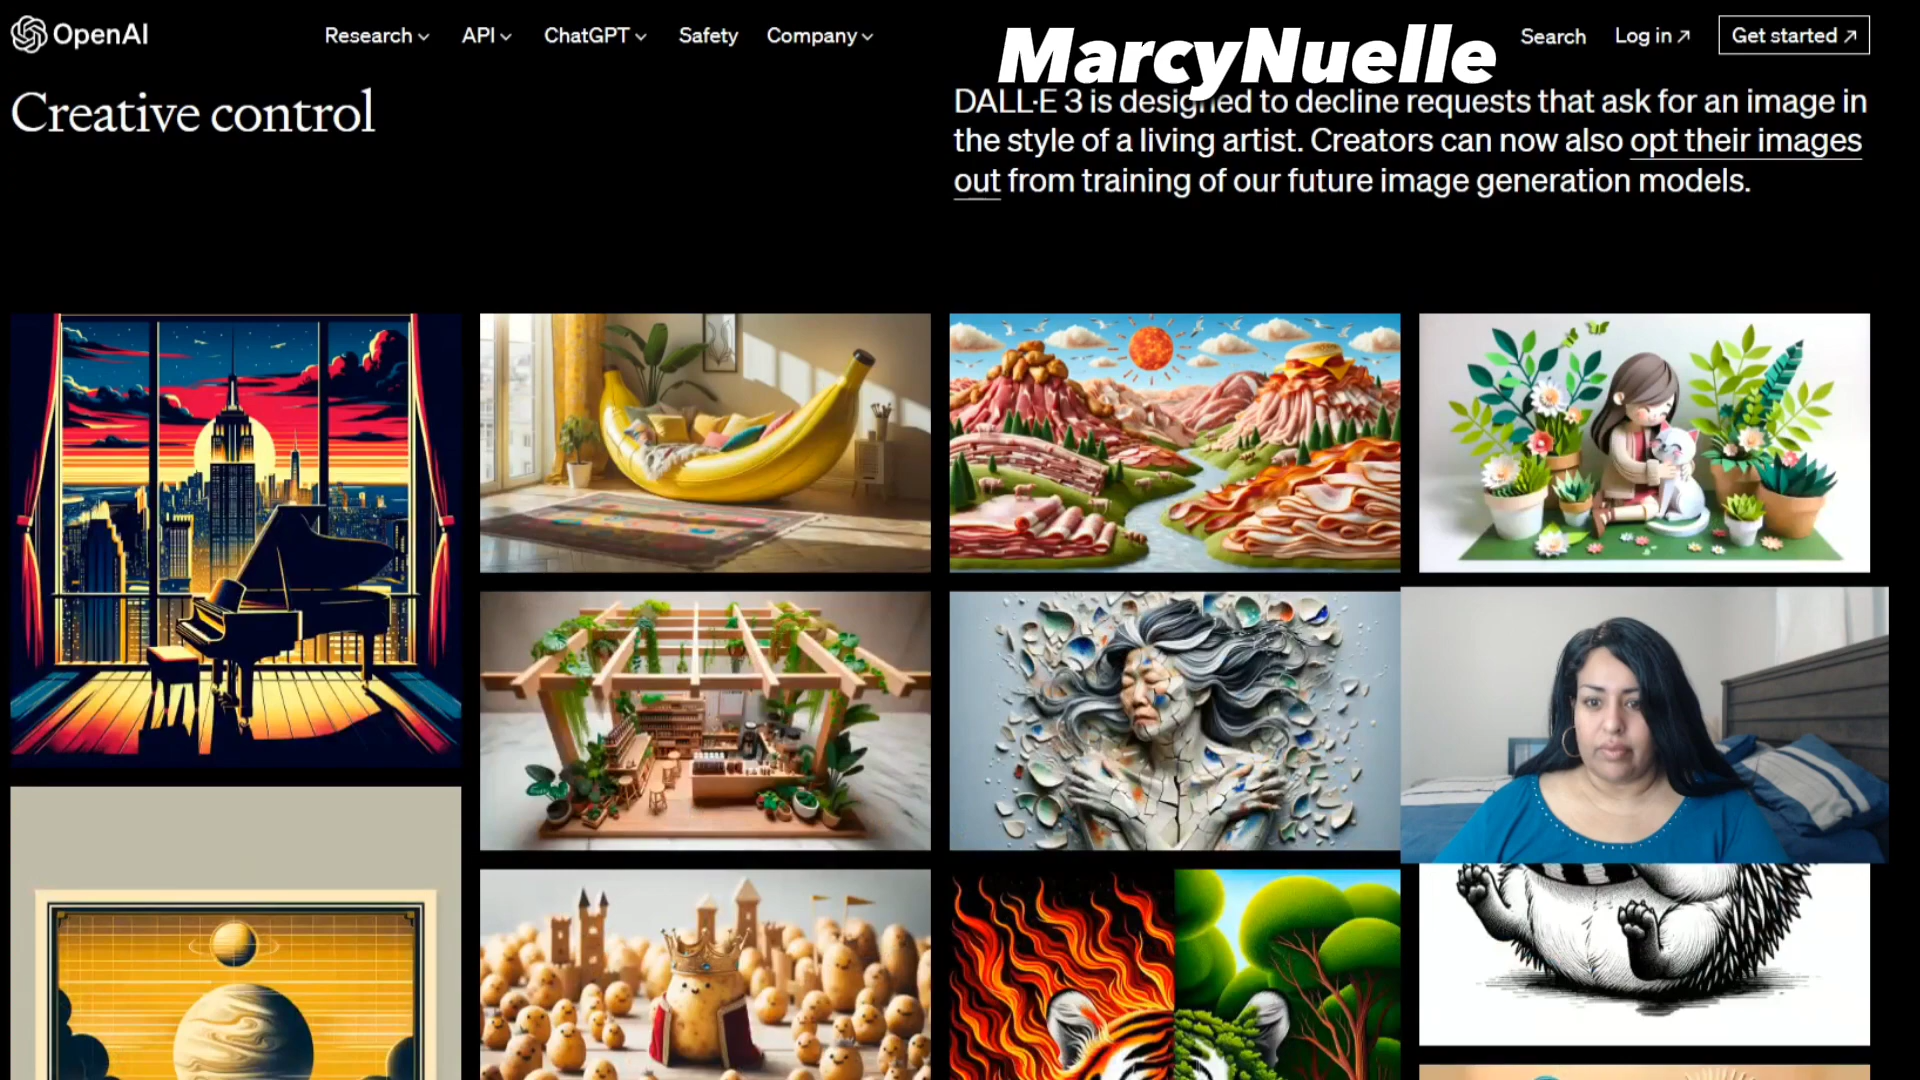 OpenAI
Research
API
ChatGPT
Safety
Company
MarcyNuelle
Search
Log in ↗
Get started ↗
Creative control
DALL·E 3 is designed to decline requests that ask for an image in
the style of a living artist. Creators can now also opt their images
out from training of our future image generation models.